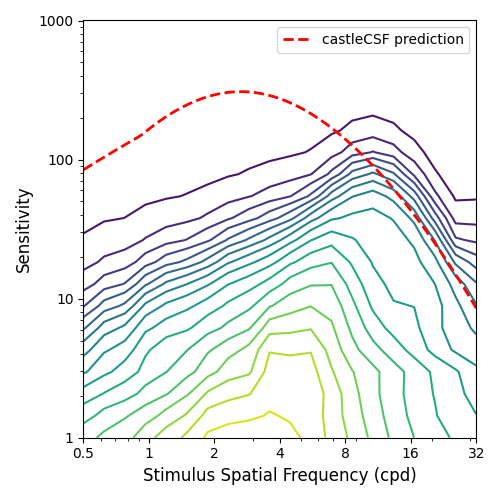 1000
castleCSF prediction
100
Sensitivity
10
1
0.5 1 2 4 8 16 32
Stimulus Spatial Frequency (cpd)